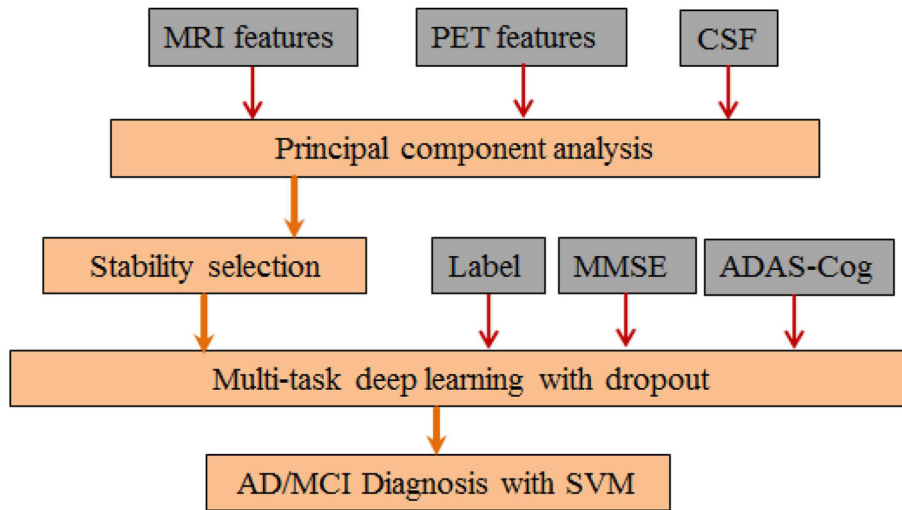 MRI features
PET features
CSF
Principal component analysis
Stability selection
Label
MMSE
ADAS-Cog
Multi-task deep learning with dropout
AD/MCI Diagnosis with SVM